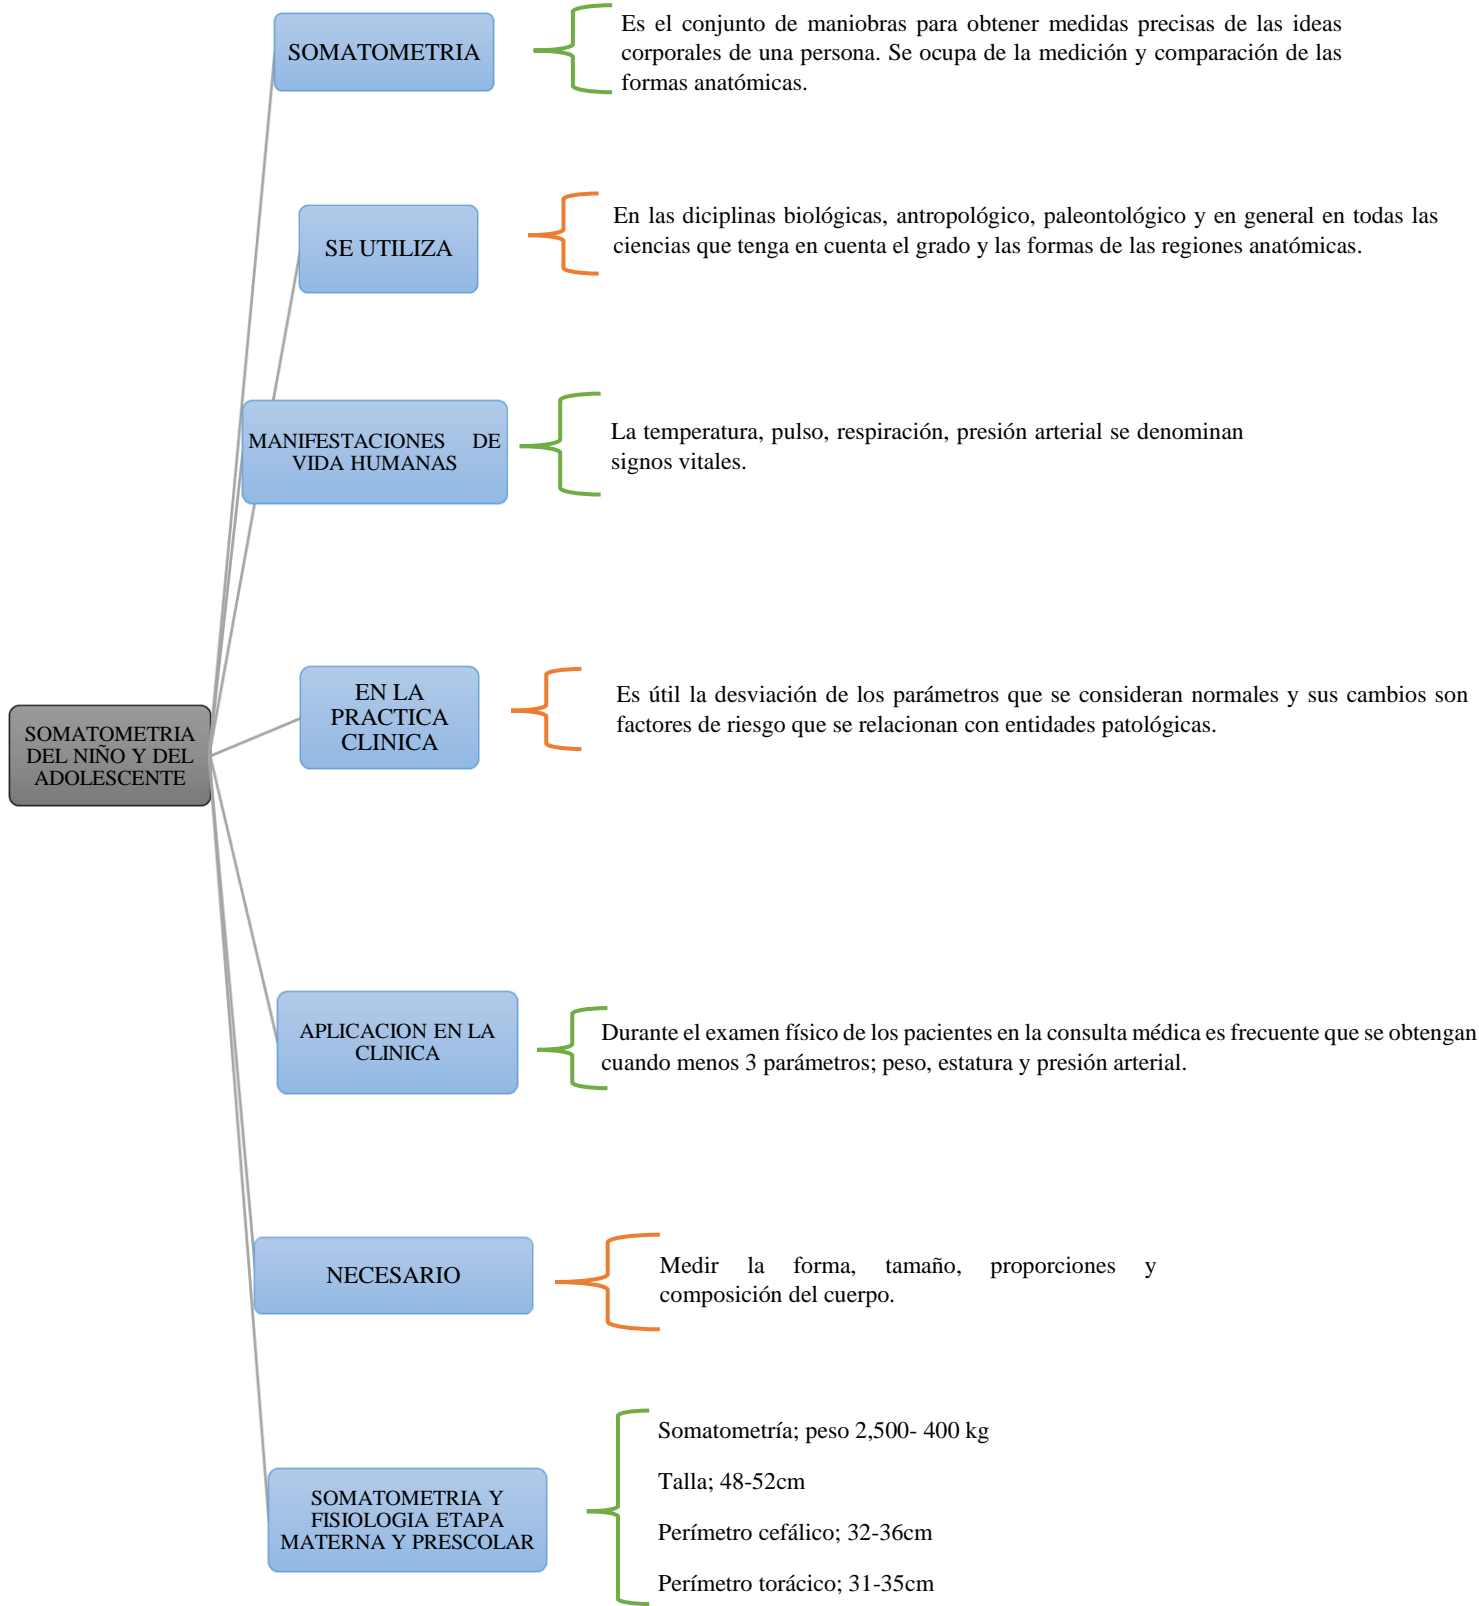 SOMATOMETRIA
Es el conjunto de maniobras para obtener medidas precisas de las ideas
corporales de una persona. Se ocupa de la medición y comparación de las
formas anatómicas.
SE UTILIZA
En las diciplinas biológicas, antropológico, paleontológico y en general en todas las
ciencias que tenga en cuenta el grado y las formas de las regiones anatómicas.
MANIFESTACIONES DE
VIDA HUMANAS
La temperatura, pulso, respiración, presión arterial se denominan
signos vitales.
SOMATOMETRIA
DEL NIÑO Y DEL
ADOLESCENTE
EN LA
PRACTICA
CLINICA
Es útil la desviación de los parámetros que se consideran normales y sus cambios son
factores de riesgo que se relacionan con entidades patológicas.
APLICACION EN LA
CLINICA
Durante el examen físico de los pacientes en la consulta médica es frecuente que se obtengan
cuando menos 3 parámetros; peso, estatura y presión arterial.
NECESARIO
Medir la forma, tamaño, proporciones y
composición del cuerpo.
SOMATOMETRIA Y
FISIOLOGIA ETAPA
MATERNA Y PRESCOLAR
Somatometría; peso 2,500- 400 kg
Talla; 48-52cm
Perímetro cefálico; 32-36cm
Perímetro torácico; 31-35cm